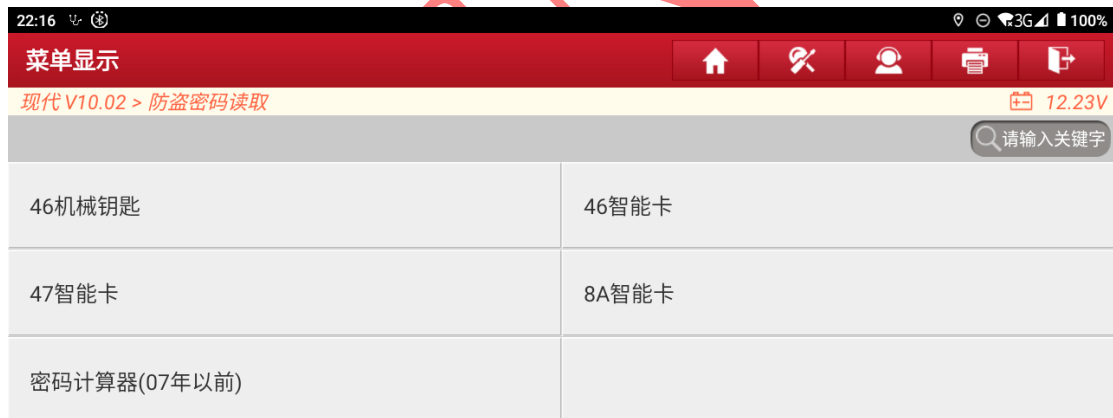 22:16 3G 100%
菜单显示
现代 V10.02 > 防盗密码读取 12.23V
请输入关键字
46机械钥匙 46智能卡
47智能卡 8A智能卡
密码计算器(07年以前)